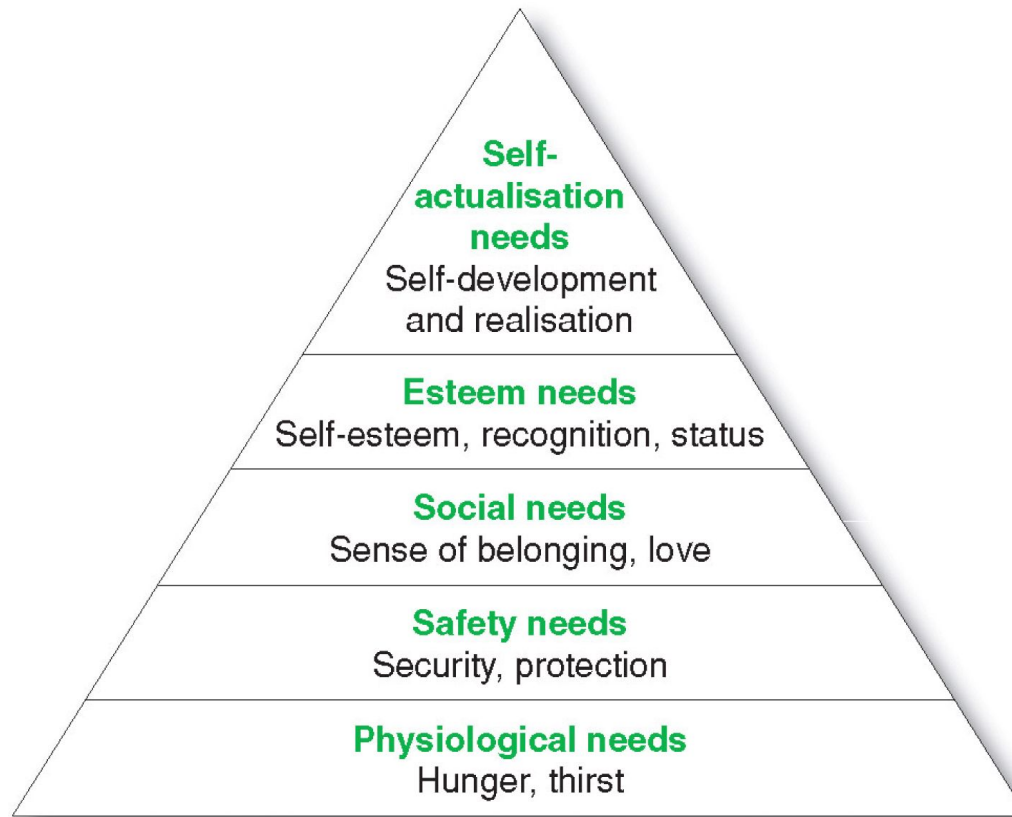 Self-
actualisation
needs
Self-development
and realisation
Esteem needs
Self-esteem, recognition, status
Social needs
Sense of belonging, love
Safety needs
Security, protection
Physiological needs
Hunger, thirst